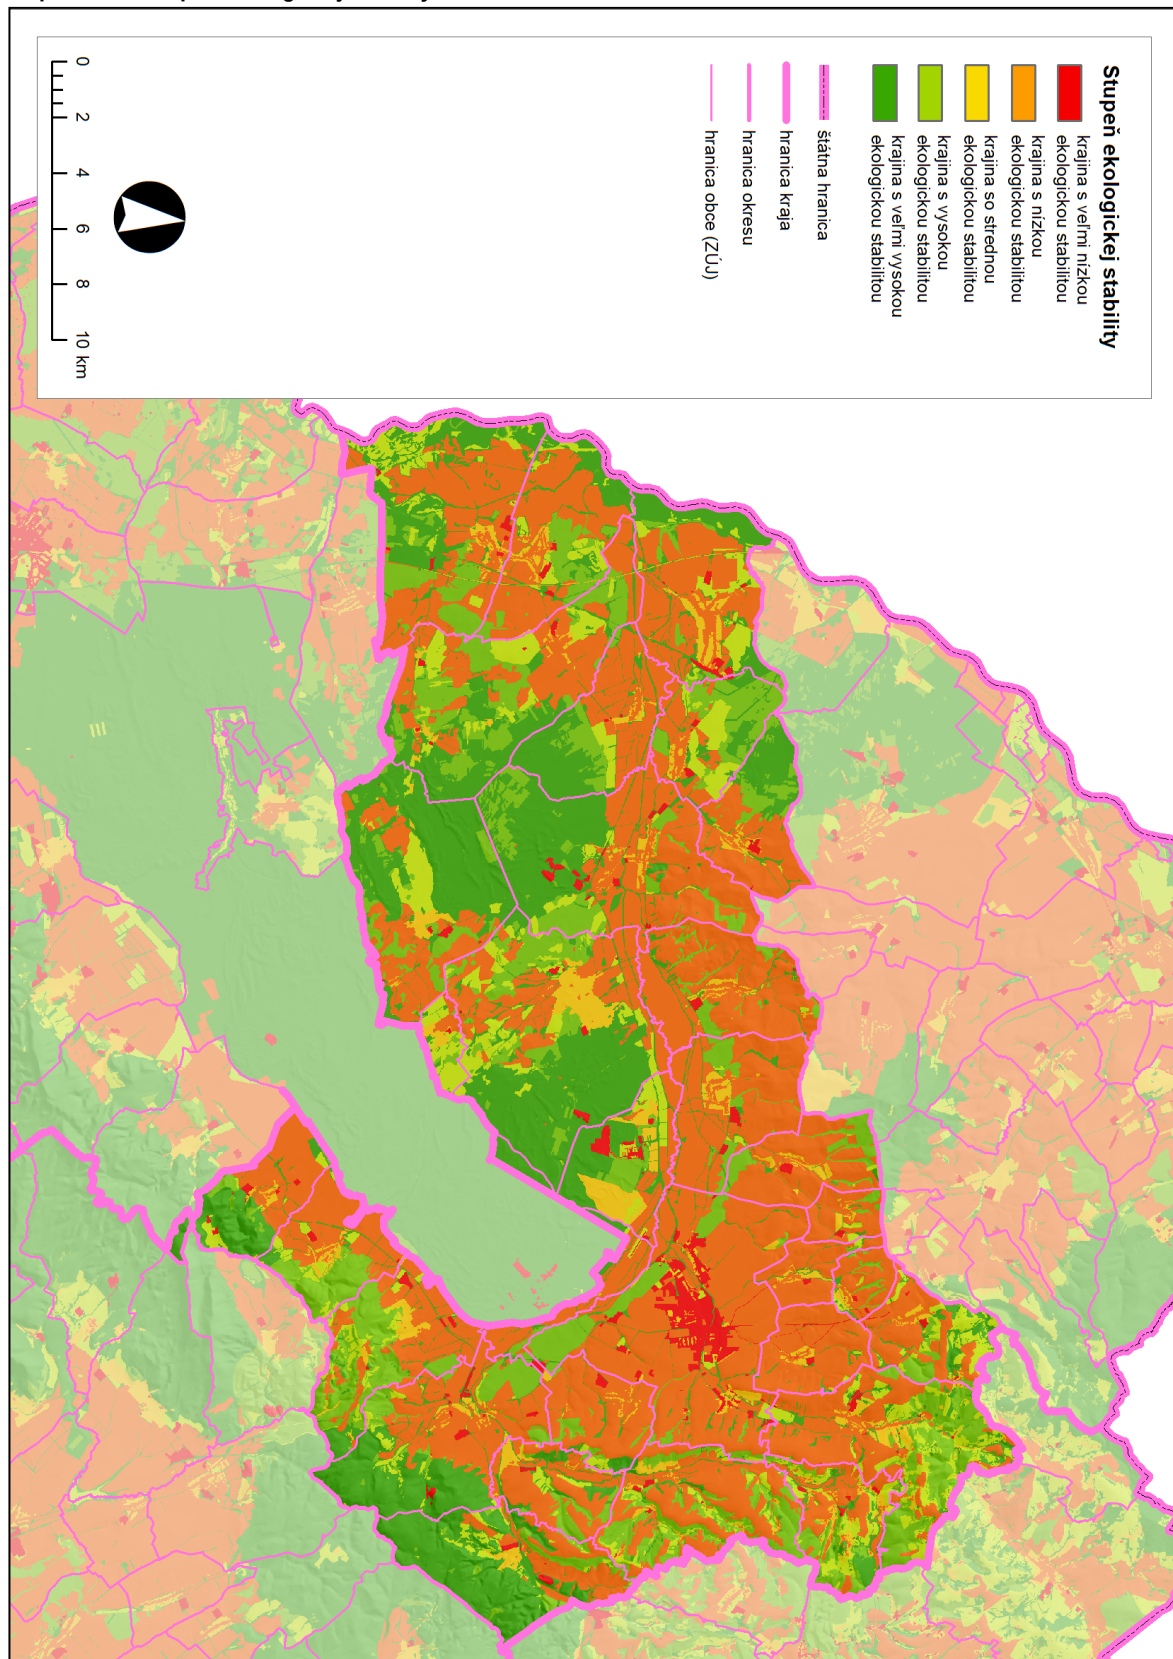 Stupeň ekologickej stability
krajina s veľmi nízkou
ekologickou stabilitou
krajina s nízkou
ekologickou stabilitou
krajina so strednou
ekologickou stabilitou
krajina s vysokou
ekologickou stabilitou
krajina s veľmi vysokou
ekologickou stabilitou
štátna hranica
hranica kraja
hranica okresu
hranica obce (ZÚJ)
0 2 4 6 8 10 km